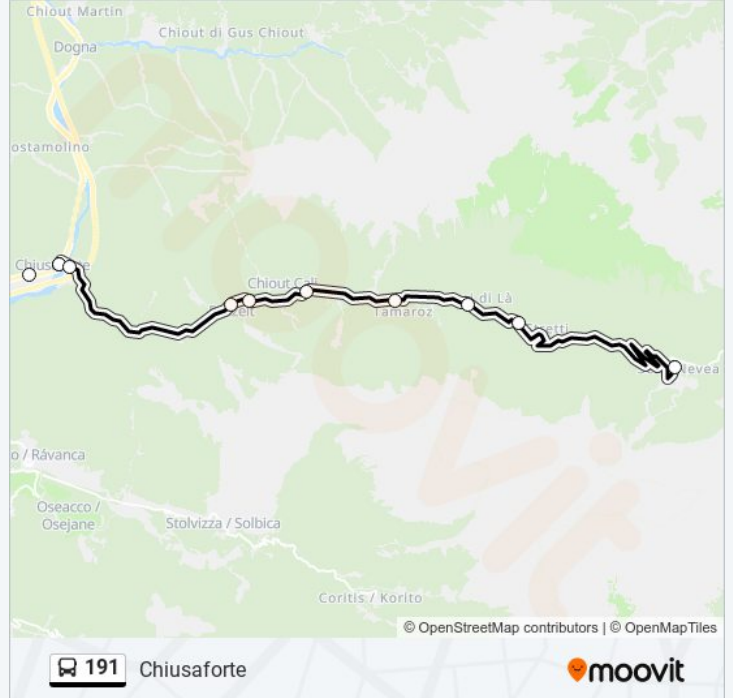 Chiout Martin
Chiout di Gus Chiout
Dogna
ostamolino
Chiout Cali
Tamaroz
di Là
Nevea
o / Rávanca
Oseacco /
Osejane
Stolvizza / Solbica
Coritis / Korito
© OpenStreetMap contributors | © OpenMapTiles
191 Chiusaforte
moovit